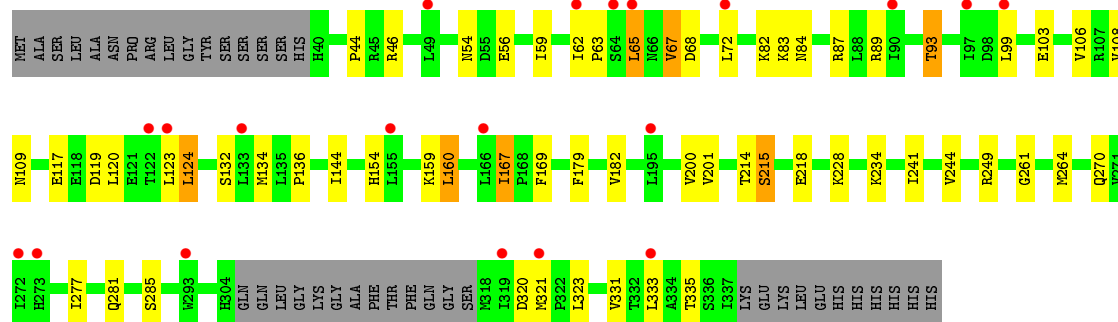 MET ALA SER LEU ALA ASN PRO ARG LEU GLY TYR SER SER SER SER HIS H40 P44 R45 R46 L49 N54 D55 E56 I59 I62 P63 S64 L65 N66 V67 D68 L72 K82 K83 N84 R87 L88 R89 I90 T93 I97 D98 L99 E103 V106 R107 V108
N109 E117 E118 D119 L120 E121 T122 L123 L124 S132 L133 M134 L135 P136 I144 H154 L155 K159 L160 L166 I167 P168 F169 F179 V182 L195 V200 V201 T214 S215 E218 K228 K234 I241 V244 R249 G261 M264 Q270 V271
I272 H273 I277 Q281 S285 W293 H304 GLN GLN LEU GLY LYS GLY ALA PHE THR PHE GLN GLY SER M318 I319 D320 M321 P322 L323 V331 T332 L333 A334 T335 S336 I337 LYS GLU LYS LEU GLU HIS HIS HIS HIS HIS HIS